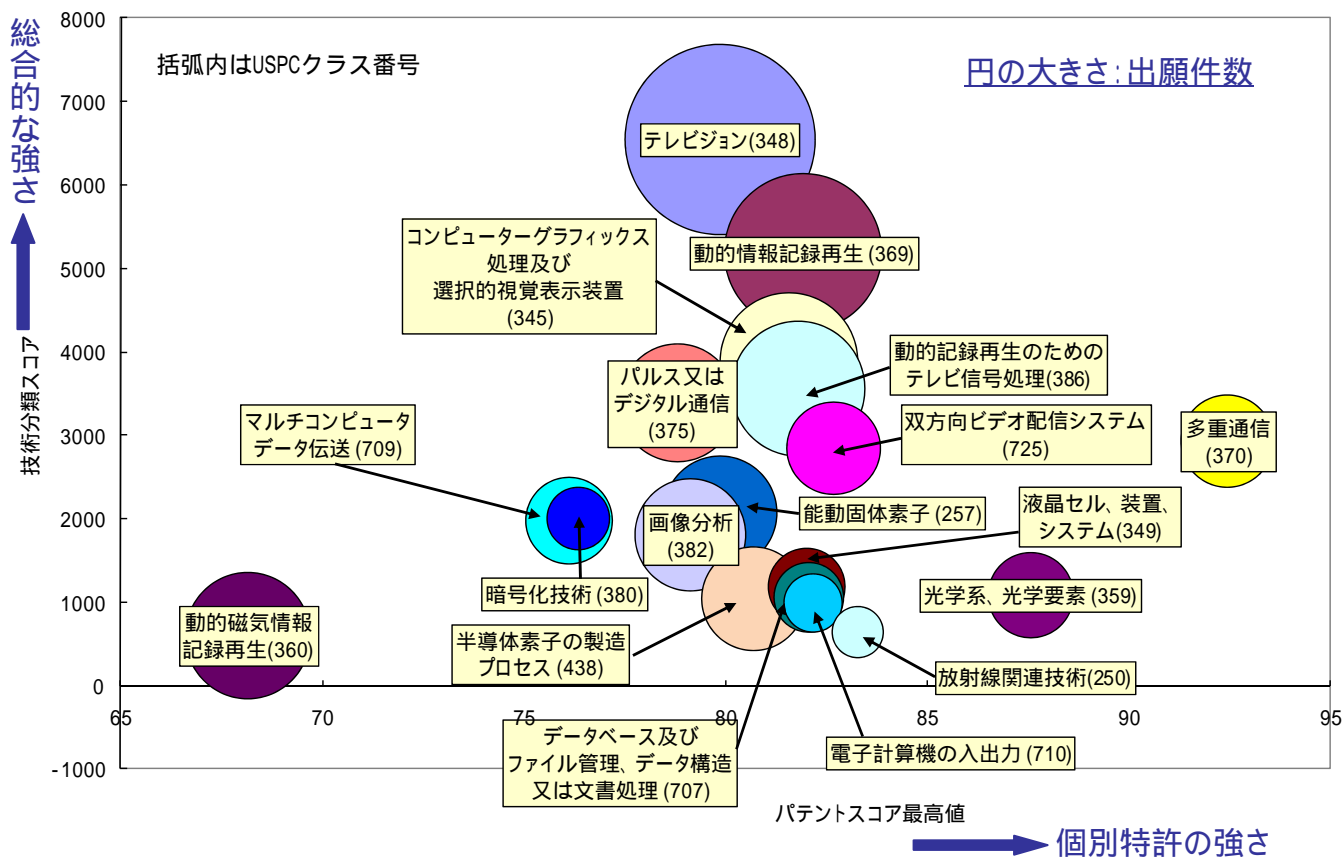 総合的な強さ
技術分類スコア
8000
7000
6000
5000
4000
3000
2000
1000
0
-1000
括弧内はUSPCクラス番号
円の大きさ:出願件数
テレビジョン(348)
コンピューターグラフィックス
処理及び
選択的視覚表示装置
(345)
動的情報記録再生 (369)
動的記録再生のための
テレビ信号処理(386)
パルス又は
デジタル通信
(375)
マルチコンピュータ
データ伝送 (709)
双方向ビデオ配信システム
(725)
多重通信
(370)
画像分析
(382)
能動固体素子 (257)
液晶セル、装置、
システム(349)
暗号化技術 (380)
光学系、光学要素 (359)
動的磁気情報
記録再生(360)
半導体素子の製造
プロセス (438)
放射線関連技術(250)
65
70
75
80
85
90
95
データベース及び
ファイル管理、データ構造
又は文書処理 (707)
電子計算機の入出力 (710)
パテントスコア最高値
個別特許の強さ